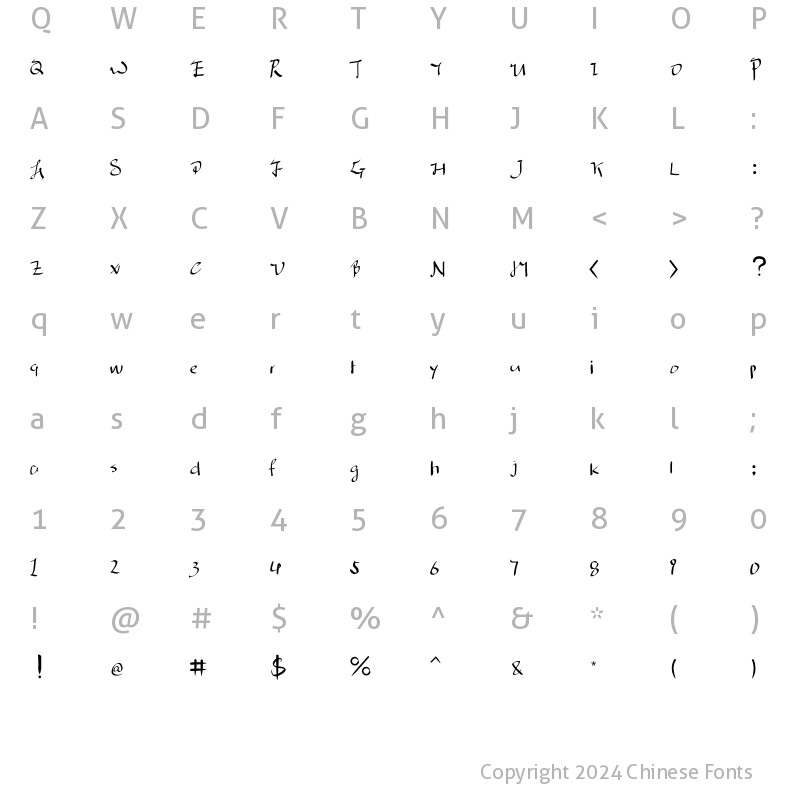 Q W E R T Y U I O P
Q W E R T Y U I O P
A S D F G H J K L :
A S D F G H J K L :
Z X C V B N M < > ?
Z X C V B N M < > ?
q w e r t y u i o p
q w e r t y u i o p
a s d f g h j k l ;
a s d f g h j k l ;
1 2 3 4 5 6 7 8 9 0
1 2 3 4 5 6 7 8 9 0
! @ # $ % ^ & * ( )
! @ # $ % ^ & * ( )
Copyright 2024 Chinese Fonts